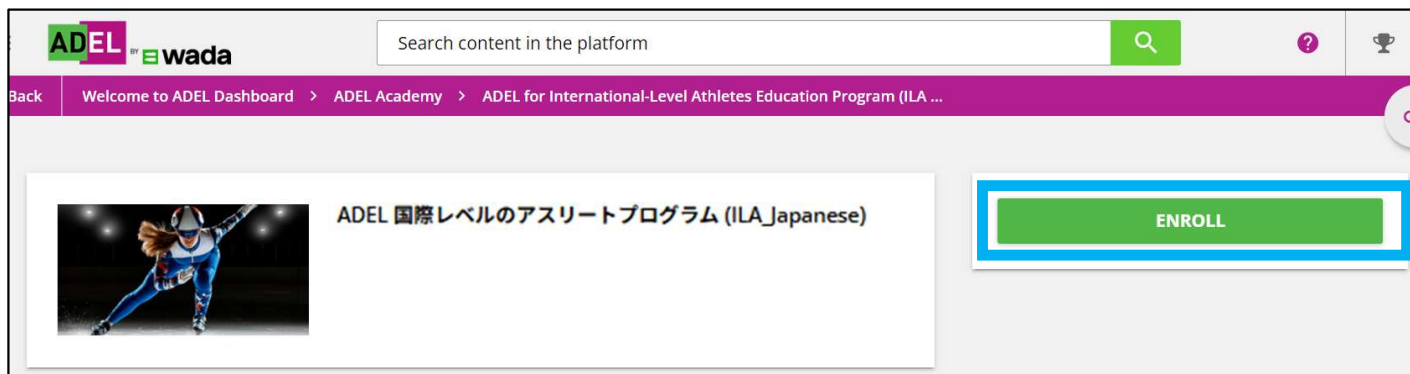 ADEL BY wada
Search content in the platform
Back Welcome to ADEL Dashboard > ADEL Academy > ADEL for International-Level Athletes Education Program (ILA ...
ADEL 国際レベルのアスリートプログラム (ILA_Japanese)
ENROLL